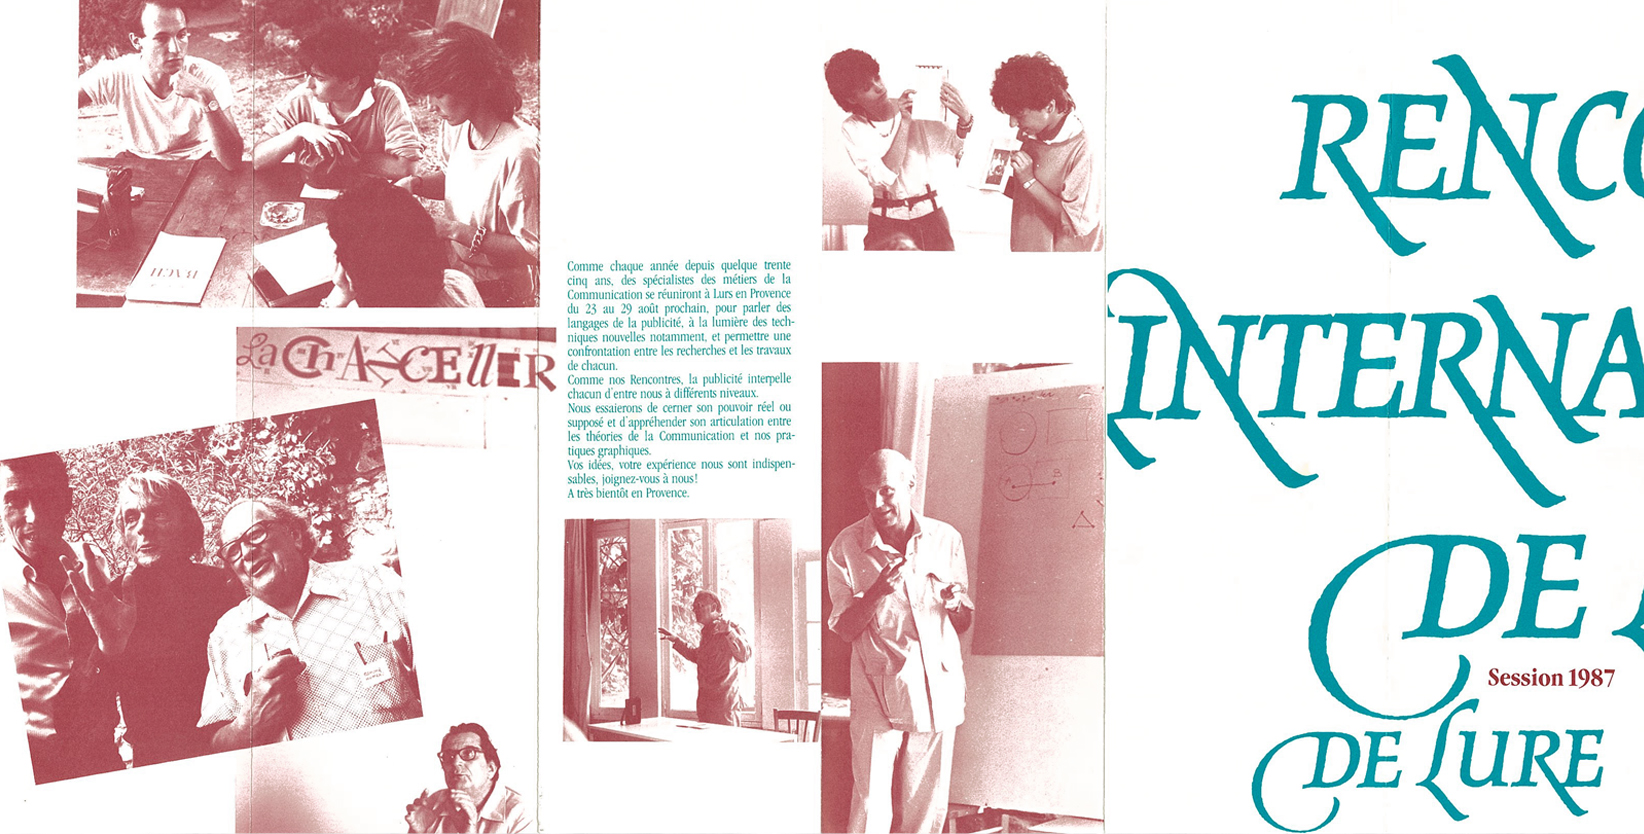 BACH
La CHANCEllER
Comme chaque année depuis quelque trente
cinq ans, des spécialistes des métiers de la
Communication se réuniront à Lurs en Provence
du 23 au 29 août prochain, pour parler des
langages de la publicité, à la lumière des tech-
niques nouvelles notamment, et permettre une
confrontation entre les recherches et les travaux
de chacun.
Comme nos Rencontres, la publicité interpelle
chacun d'entre nous à différents niveaux.
Nous essaierons de cerner son pouvoir réel ou
supposé et d'appréhender son articulation entre
les théories de la Communication et nos pra-
tiques graphiques.
Vos idées, votre expérience nous sont indispen-
sables, joignez-vous à nous!
A très bientôt en Provence.
RENCO
INTERNA
DE L
Session 1987
DE LURE